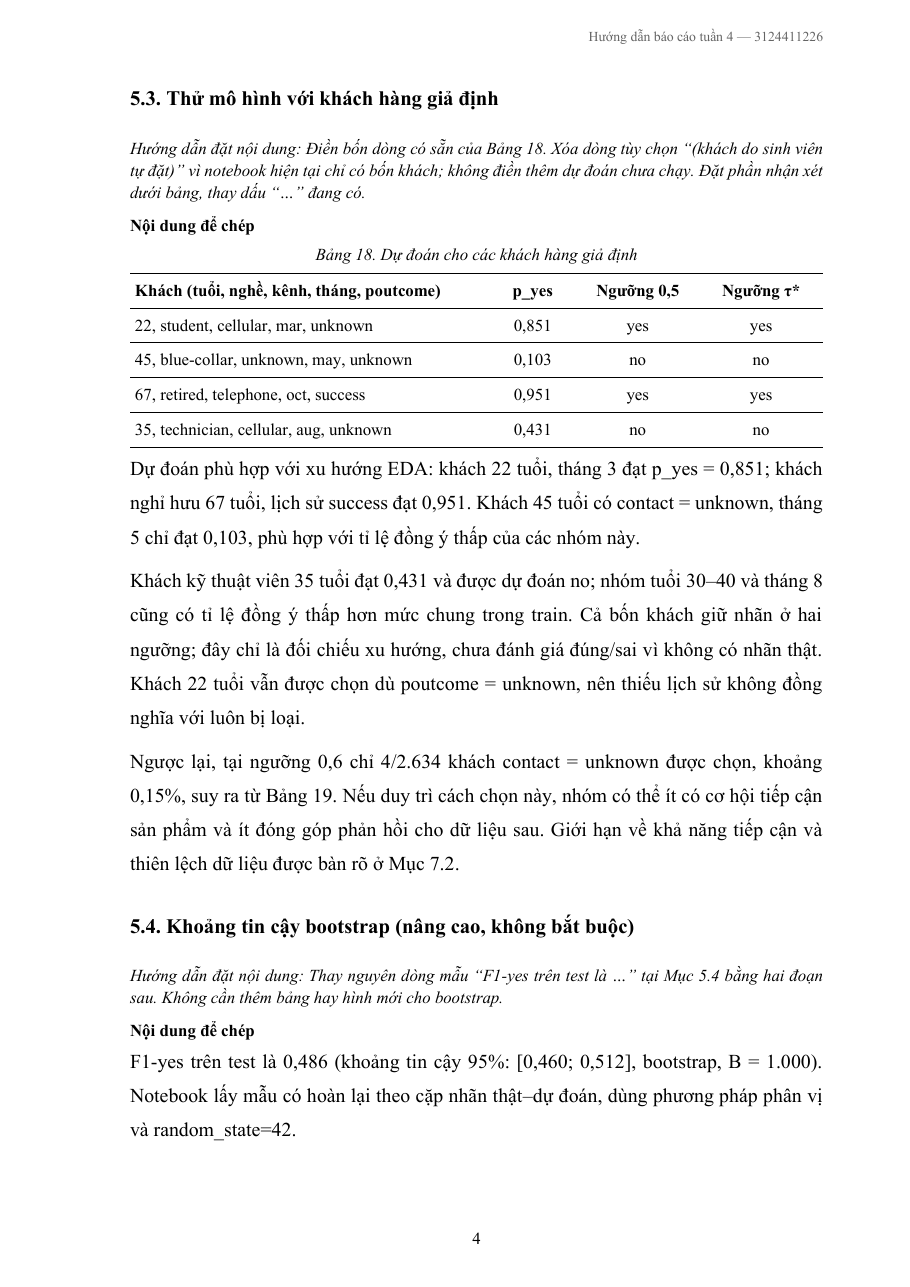 Hướng dẫn báo cáo tuần 4 — 3124411226
5.3. Thử mô hình với khách hàng giả định
Hướng dẫn đặt nội dung: Điền bốn dòng có sẵn của Bảng 18. Xóa dòng tùy chọn “(khách do sinh viên
tự đặt)” vì notebook hiện tại chỉ có bốn khách; không điền thêm dự đoán chưa chạy. Đặt phần nhận xét
dưới bảng, thay dấu “...” đang có.
Nội dung để chép
Bảng 18. Dự đoán cho các khách hàng giả định
Khách (tuổi, nghề, kênh, tháng, poutcome) p_yes Ngưỡng 0,5 Ngưỡng τ*
22, student, cellular, mar, unknown 0,851 yes yes
45, blue-collar, unknown, may, unknown 0,103 no no
67, retired, telephone, oct, success 0,951 yes yes
35, technician, cellular, aug, unknown 0,431 no no
Dự đoán phù hợp với xu hướng EDA: khách 22 tuổi, tháng 3 đạt p_yes = 0,851; khách
nghỉ hưu 67 tuổi, lịch sử success đạt 0,951. Khách 45 tuổi có contact = unknown, tháng
5 chỉ đạt 0,103, phù hợp với tỉ lệ đồng ý thấp của các nhóm này.
Khách kỹ thuật viên 35 tuổi đạt 0,431 và được dự đoán no; nhóm tuổi 30–40 và tháng 8
cũng có tỉ lệ đồng ý thấp hơn mức chung trong train. Cả bốn khách giữ nhãn ở hai
ngưỡng; đây chỉ là đối chiếu xu hướng, chưa đánh giá đúng/sai vì không có nhãn thật.
Khách 22 tuổi vẫn được chọn dù poutcome = unknown, nên thiếu lịch sử không đồng
nghĩa với luôn bị loại.
Ngược lại, tại ngưỡng 0,6 chỉ 4/2.634 khách contact = unknown được chọn, khoảng
0,15%, suy ra từ Bảng 19. Nếu duy trì cách chọn này, nhóm có thể ít có cơ hội tiếp cận
sản phẩm và ít đóng góp phản hồi cho dữ liệu sau. Giới hạn về khả năng tiếp cận và
thiên lệch dữ liệu được bàn rõ ở Mục 7.2.
5.4. Khoảng tin cậy bootstrap (nâng cao, không bắt buộc)
Hướng dẫn đặt nội dung: Thay nguyên dòng mẫu “F1-yes trên test là ...” tại Mục 5.4 bằng hai đoạn
sau. Không cần thêm bảng hay hình mới cho bootstrap.
Nội dung để chép
F1-yes trên test là 0,486 (khoảng tin cậy 95%: [0,460; 0,512], bootstrap, B = 1.000).
Notebook lấy mẫu có hoàn lại theo cặp nhãn thật–dự đoán, dùng phương pháp phân vị
và random_state=42.
4